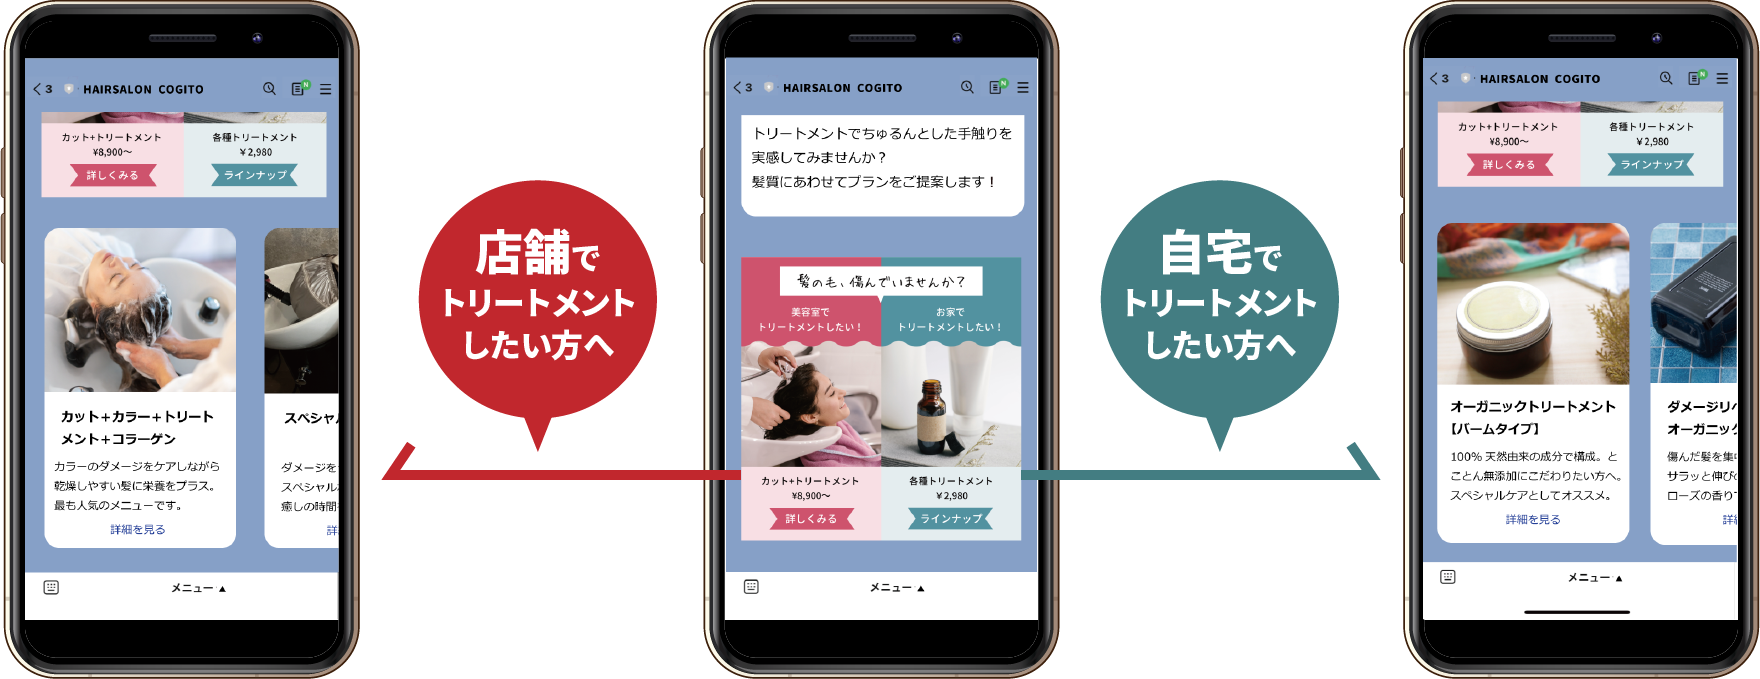 3 HAIRSALON COGITO
N
カット+トリートメント
¥8,900〜
詳しくみる
各種トリートメント
¥2,980
ラインナップ
カット+カラー+トリート
メント+コラーゲン
カラーのダメージをケアしながら
乾燥しやすい髪に栄養をプラス。
最も人気のメニューです。
詳細を見る
スペシャル
ダメージを
スペシャル
癒しの時間
詳
メニュー ▲
店舗で
トリートメント
したい方へ
3 HAIRSALON COGITO
N
トリートメントでちゅるんとした手触りを
実感してみませんか?
髪質にあわせてプランをご提案します!
髪の毛、傷んでいませんか?
美容室で
トリートメントしたい!
お家で
トリートメントしたい!
カット+トリートメント
¥8,900〜
詳しくみる
各種トリートメント
¥2,980
ラインナップ
メニュー ▲
自宅で
トリートメント
したい方へ
3 HAIRSALON COGITO
N
カット+トリートメント
¥8,900〜
詳しくみる
各種トリートメント
¥2,980
ラインナップ
オーガニックトリートメント
【バームタイプ】
100% 天然由来の成分で構成。と
ことん無添加にこだわりたい方へ。
スペシャルケアとしてオススメ。
詳細を見る
ダメージリペ
オーガニック
傷んだ髪を集中
サラッと伸び
ローズの香り
詳細
メニュー ▲